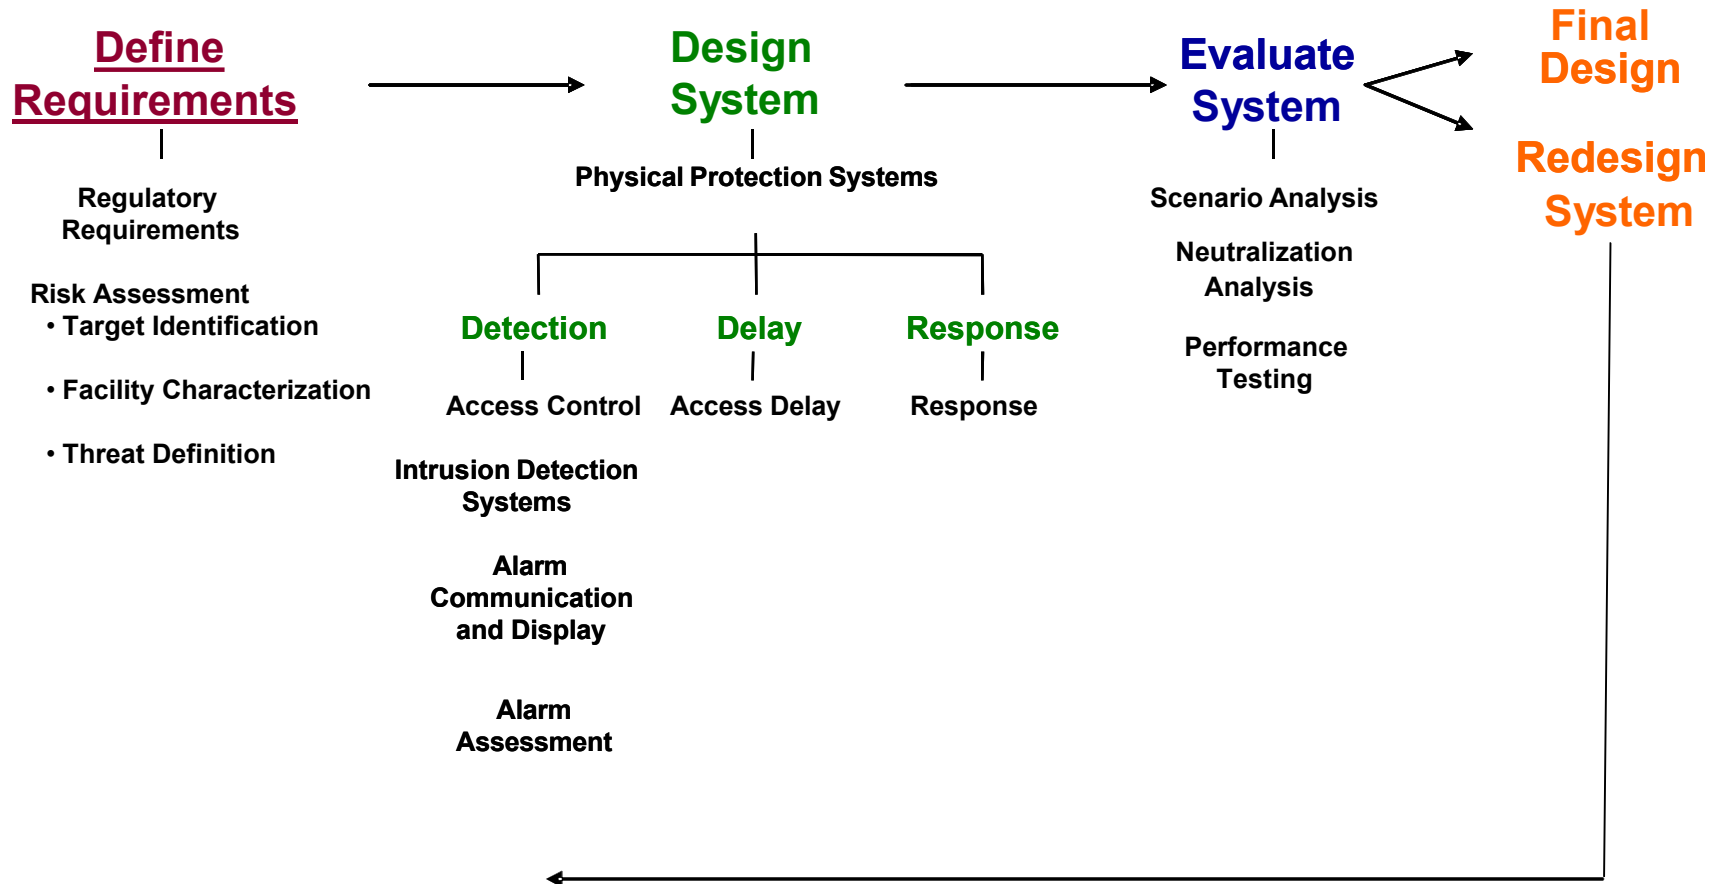 Define
Requirements
Regulatory
Requirements
Risk Assessment
• Target Identification
• Facility Characterization
• Threat Definition
Design
System
Physical Protection Systems
Detection
Access Control
Intrusion Detection
Systems
Alarm
Communication
and Display
Alarm
Assessment
Delay
Access Delay
Response
Response
Evaluate
System
Scenario Analysis
Neutralization
Analysis
Performance
Testing
Final
Design
Redesign
System